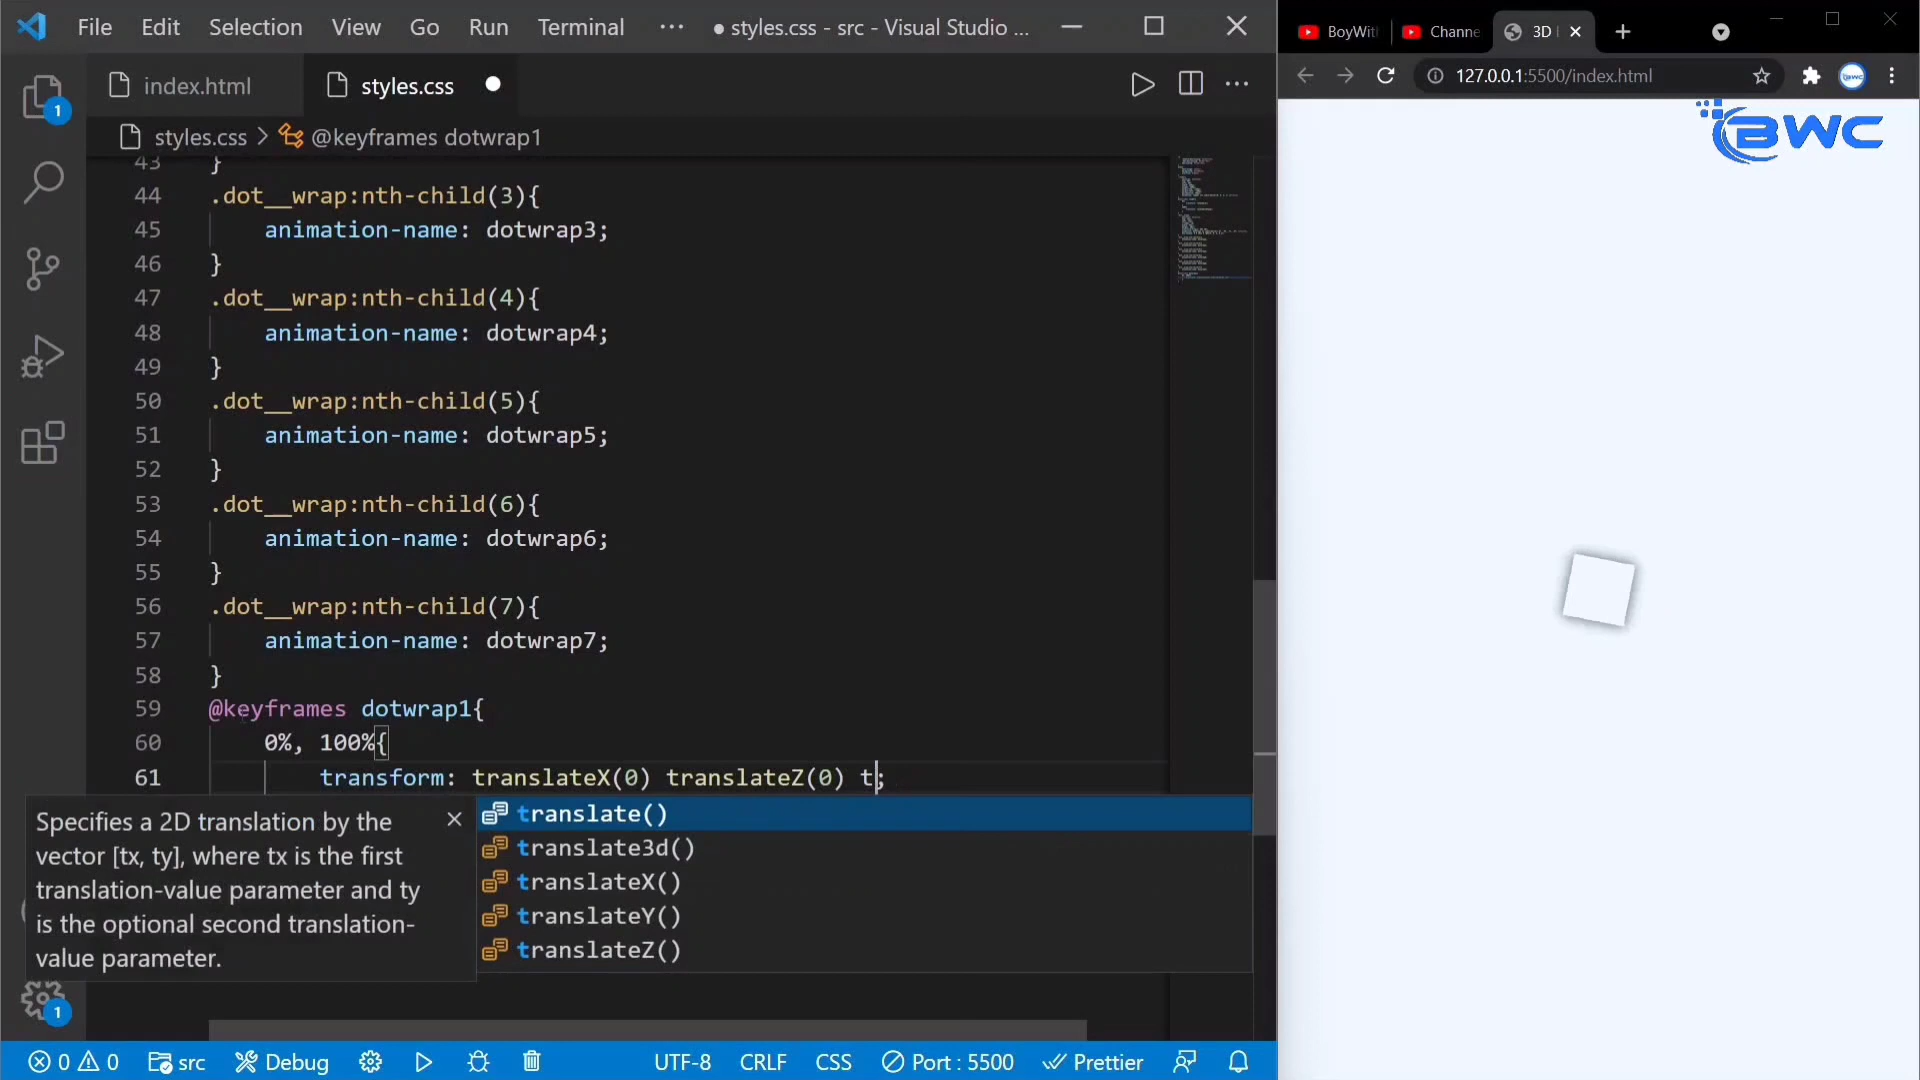 File Edit Selection View Go Run Terminal ··· ● styles.css - src - Visual Studio ...
index.html styles.css ●
styles.css > @keyframes dotwrap1
43 }
44 .dot__wrap:nth-child(3){
45 animation-name: dotwrap3;
46 }
47 .dot__wrap:nth-child(4){
48 animation-name: dotwrap4;
49 }
50 .dot__wrap:nth-child(5){
51 animation-name: dotwrap5;
52 }
53 .dot__wrap:nth-child(6){
54 animation-name: dotwrap6;
55 }
56 .dot__wrap:nth-child(7){
57 animation-name: dotwrap7;
58 }
59 @keyframes dotwrap1{
60 0%, 100%{
61 transform: translateX(0) translateZ(0) t;
Specifies a 2D translation by the
vector [tx, ty], where tx is the first
translation-value parameter and ty
is the optional second translation-
value parameter.
translate()
translate3d()
translateX()
translateY()
translateZ()
1
1
0 0 src Debug UTF-8 CRLF CSS Port : 5500 Prettier
BoyWith Channe 3D
127.0.0.1:5500/index.html
BWC